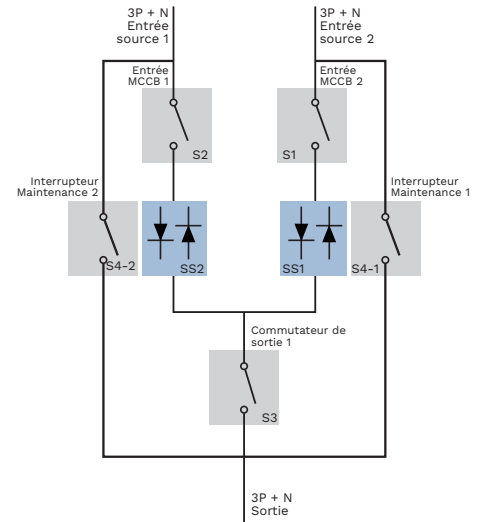 3P + N
Entrée
source 1
3P + N
Entrée
source 2
Entrée
MCCB 1
Entrée
MCCB 2
S2
S1
Interrupteur
Maintenance 2
Interrupteur
Maintenance 1
S4-2
SS2
SS1
S4-1
Commutateur de
sortie 1
S3
3P + N
Sortie